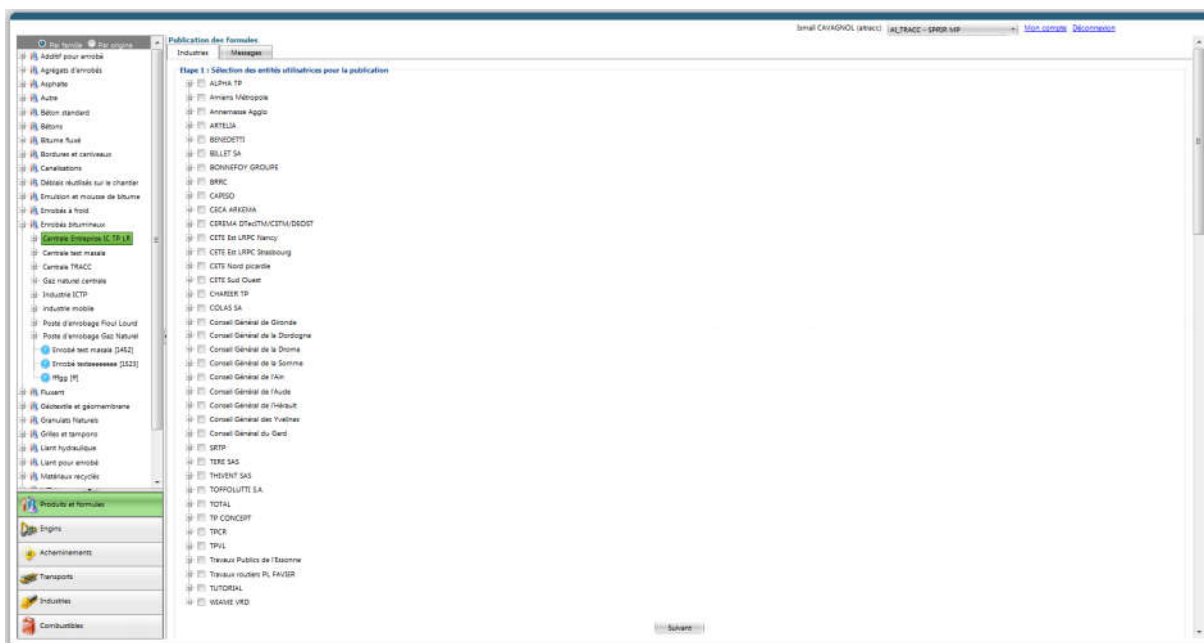 Ismail CAVAGNOL (altracc) ALTRACC - SPRIR MP Mon compte Déconnexion
Par famille Par origine
Additif pour enrobé
Agrégats d'enrobés
Asphalte
Autre
Béton standard
Bétons
Bitume fluxé
Bordures et caniveaux
Canalisations
Déblais réutilisés sur le chantier
Emulsion et mousse de bitume
Enrobés à froid
Enrobés bitumineux
Centrale Entreprise IC TP LR
Centrale test masala
Centrale TRACC
Gaz naturel centrale
Industrie ICTP
industrie mobile
Poste d'enrobage Fioul Lourd
Poste d'enrobage Gaz Naturel
Enrobé test masala [1452]
Enrobé testaeeeeeee [1523]
Fluxant
Géotextile et géomembrane
Granulats Naturels
Grilles et tampons
Liant hydraulique
Liant pour enrobé
Matériaux recyclés
Produits et formules
Engins
Acheminements
Transports
Industries
Combustibles
Publication des formules
Industries Messages
Etape 1 : Sélection des entités utilisatrices pour la publication
ALPHA TP
Amiens Métropole
Annemasse Agglo
ARTELIA
BENEDETTI
BILLET SA
BONNEFOY GROUPE
BRRC
CAPISO
CECA ARKEMA
CEREMA DTecITM/CSTM/DEOST
CETE Est LRPC Nancy
CETE Est LRPC Strasbourg
CETE Nord picardie
CETE Sud Ouest
CHARIER TP
COLAS SA
Conseil Général de Gironde
Conseil Général de la Dordogne
Conseil Général de la Drome
Conseil Général de la Somme
Conseil Général de l'Ain
Conseil Général de l'Aude
Conseil Général de l'Hérault
Conseil Général des Yvelines
Conseil Général du Gard
SRTP
TERE SAS
THIVENT SAS
TOFFOLUTTI S.A.
TOTAL
TP CONCEPT
TPCR
TPVL
Travaux Publics de l'Essonne
Travaux routiers PL FAVIER
TUTORIAL
WIAME VRD
Suivant